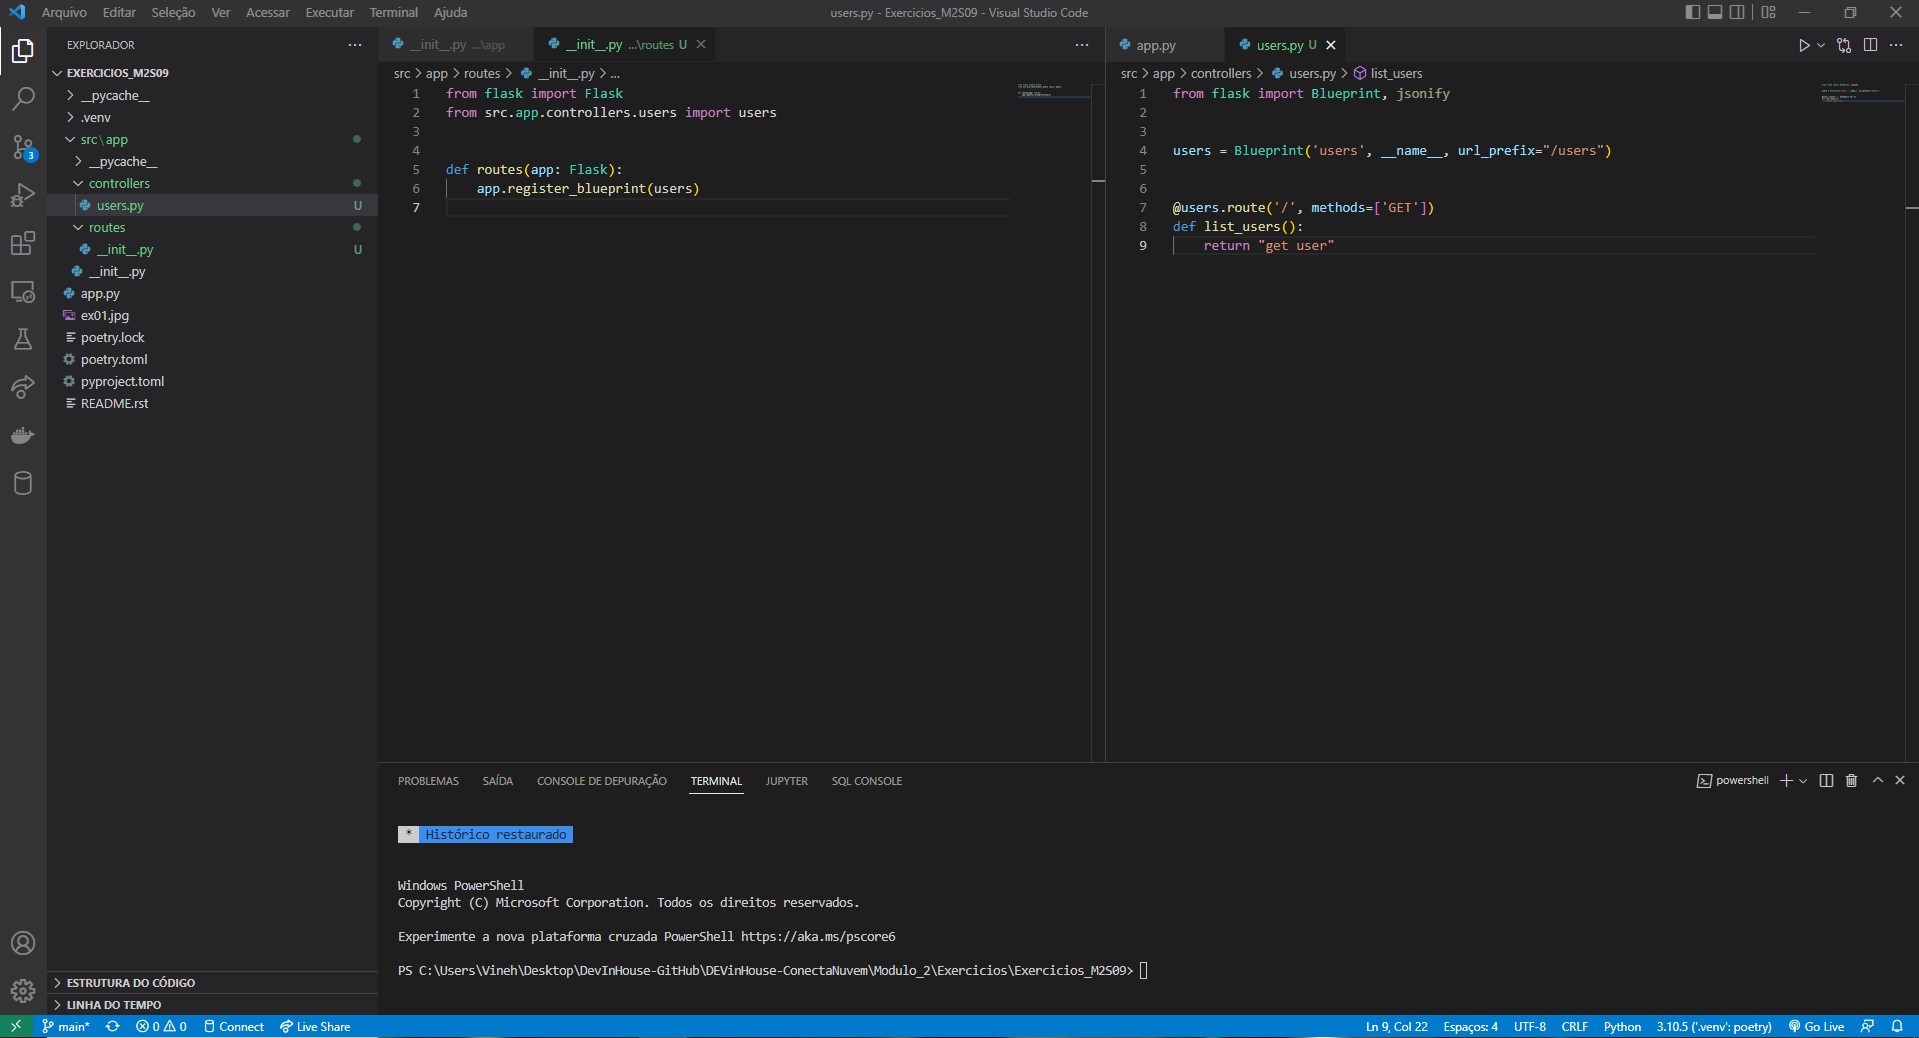 Arquivo Editar Seleção Ver Acessar Executar Terminal Ajuda
users.py - Exercicios_M2S09 - Visual Studio Code
EXPLORADOR
EXERCICIOS_M2S09
__pycache__
.venv
src\app
__pycache__
controllers
users.py U
routes
__init__.py U
__init__.py
app.py
ex01.jpg
poetry.lock
poetry.toml
pyproject.toml
README.rst
ESTRUTURA DO CÓDIGO
LINHA DO TEMPO
3
__init__.py ...\app __init__.py ...\routes U
src > app > routes > __init__.py > ...
1 from flask import Flask
2 from src.app.controllers.users import users
3
4
5 def routes(app: Flask):
6 app.register_blueprint(users)
7
app.py users.py U
src > app > controllers > users.py > list_users
1 from flask import Blueprint, jsonify
2
3
4 users = Blueprint('users', __name__, url_prefix="/users")
5
6
7 @users.route('/', methods=['GET'])
8 def list_users():
9 return "get user"
PROBLEMAS SAÍDA CONSOLE DE DEPURAÇÃO TERMINAL JUPYTER SQL CONSOLE
powershell
* Histórico restaurado
Windows PowerShell
Copyright (C) Microsoft Corporation. Todos os direitos reservados.
Experimente a nova plataforma cruzada PowerShell https://aka.ms/pscore6
PS C:\Users\Vineh\Desktop\DevInHouse-GitHub\DEVinHouse-ConectaNuvem\Modulo_2\Exercicios\Exercicios_M2S09>
main* 0 0 Connect Live Share
Ln 9, Col 22 Espaços: 4 UTF-8 CRLF Python 3.10.5 ('.venv': poetry) Go Live